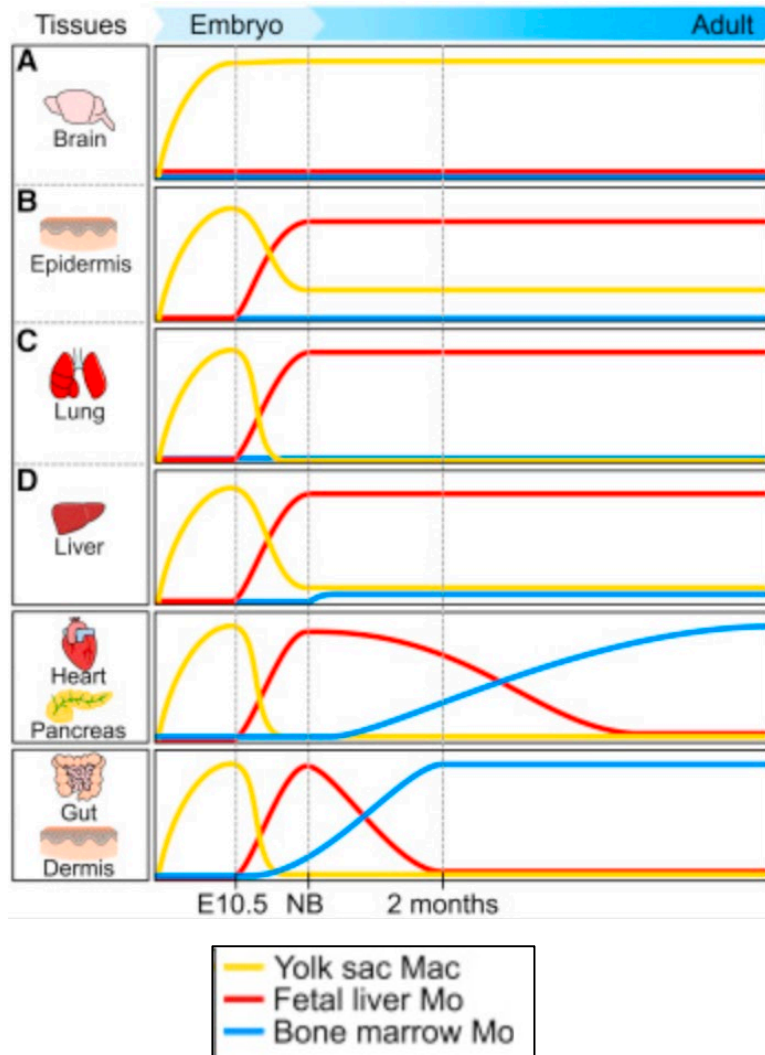 Tissues Embryo Adult
A
Brain
B
Epidermis
C
Lung
D
Liver
Heart
Pancreas
Gut
Dermis
E10.5 NB 2 months
Yolk sac Mac
Fetal liver Mo
Bone marrow Mo